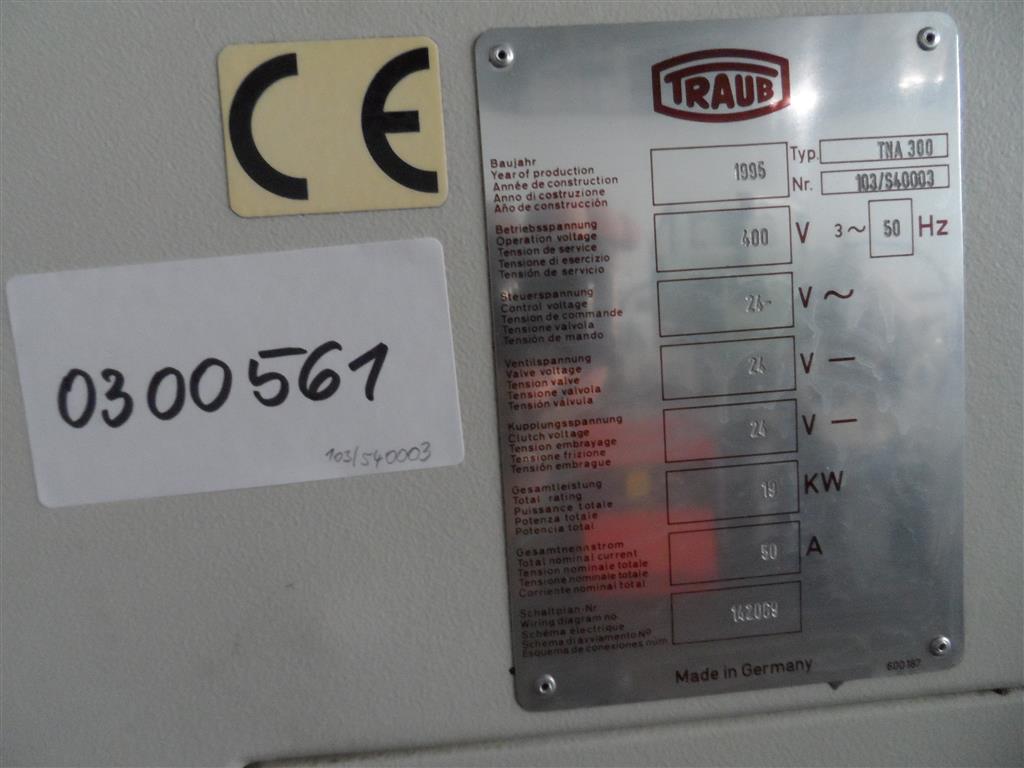 CE
0300561
103/540003
TRAUB
Baujahr
Year of production
Année de construction
Anno di costruzione
Año de construcción
1995
Typ. TNA 300
Nr. 103/S40003
Betriebsspannung
Operation voltage
Tension de service
Tensione di esercizio
Tensión de servicio
400 V 3~ 50 Hz
Steuerspannung
Control voltage
Tension de commande
Tensione valvola
Tensión de mando
24- V ~
Ventilspannung
Valve voltage
Tension valve
Tensione valvola
Tensión válvula
24 V —
Kupplungsspannung
Clutch voltage
Tension embrayage
Tensione frizione
Tensión embrague
24 V —
Gesamtleistung
Total rating
Puissance totale
Potenza totale
Potencia total
19 KW
Gesamtnennstrom
Total nominal current
Tension nominale totale
Tensione nominale totale
Corriente nominal total
50 A
Schaltplan-Nr
Wiring diagram no.
Schéma électrique
Schema di avviamento Nº
Esquema de conexiones núm.
142069
Made in Germany
600187